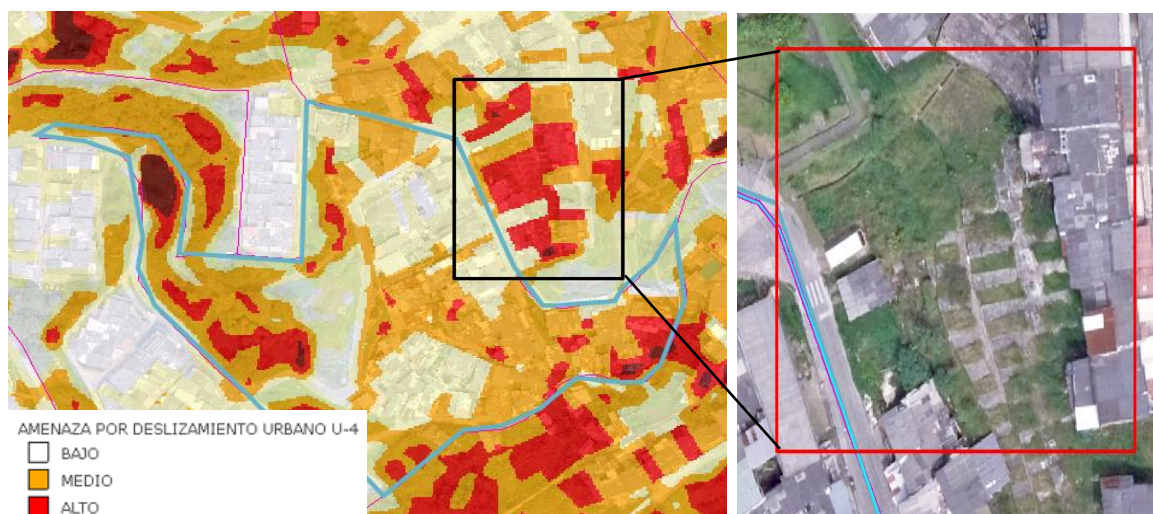 AMENAZA POR DESLIZAMIENTO URBANO U-4
BAJO
MEDIO
ALTO